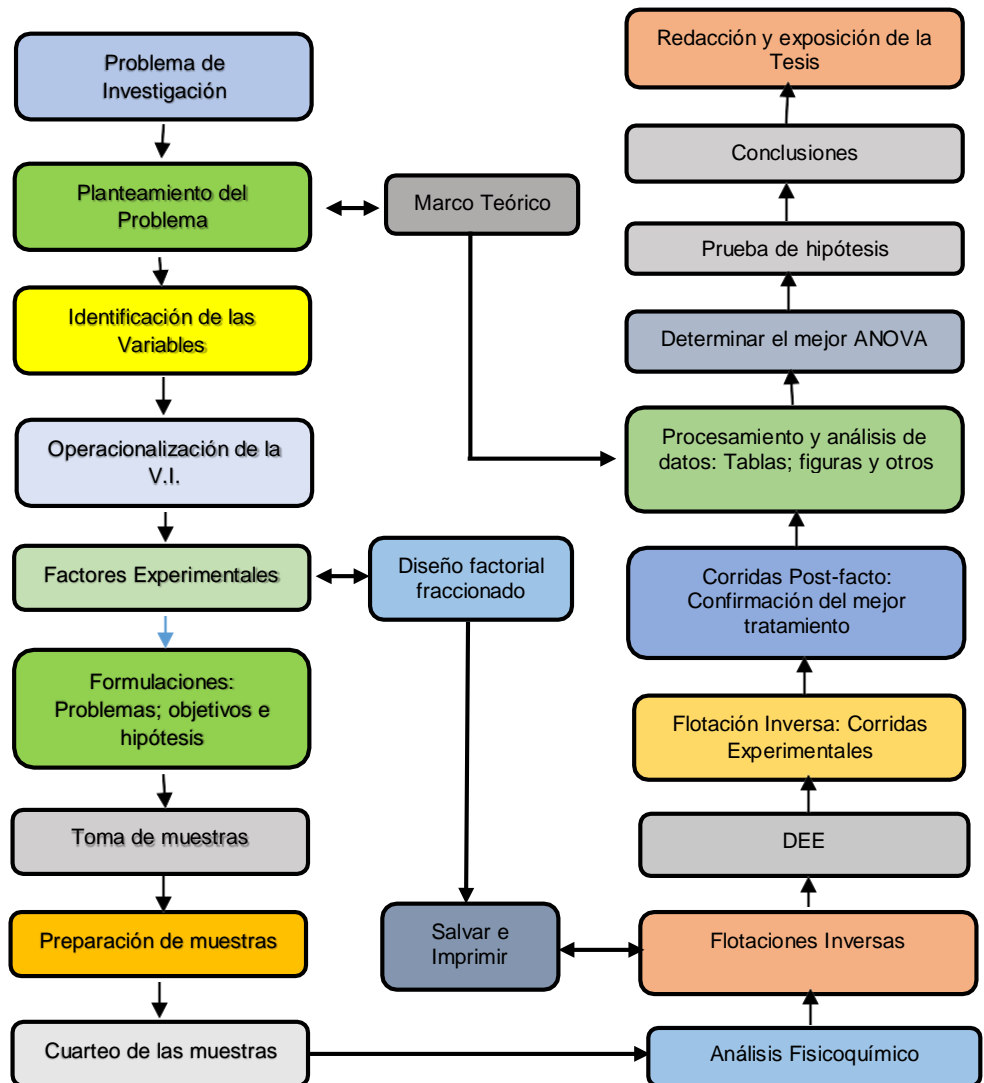 Problema de
Investigación
Planteamiento del
Problema
Marco Teórico
Identificación de las
Variables
Operacionalización de la
V.I.
Factores Experimentales
Diseño factorial
fraccionado
Formulaciones:
Problemas; objetivos e
hipótesis
Toma de muestras
Preparación de muestras
Salvar e
Imprimir
Cuarteo de las muestras
Análisis Fisicoquímico
Flotaciones Inversas
DEE
Flotación Inversa: Corridas
Experimentales
Corridas Post-facto:
Confirmación del mejor
tratamiento
Procesamiento y análisis de
datos: Tablas; figuras y otros
Determinar el mejor ANOVA
Prueba de hipótesis
Conclusiones
Redacción y exposición de la
Tesis